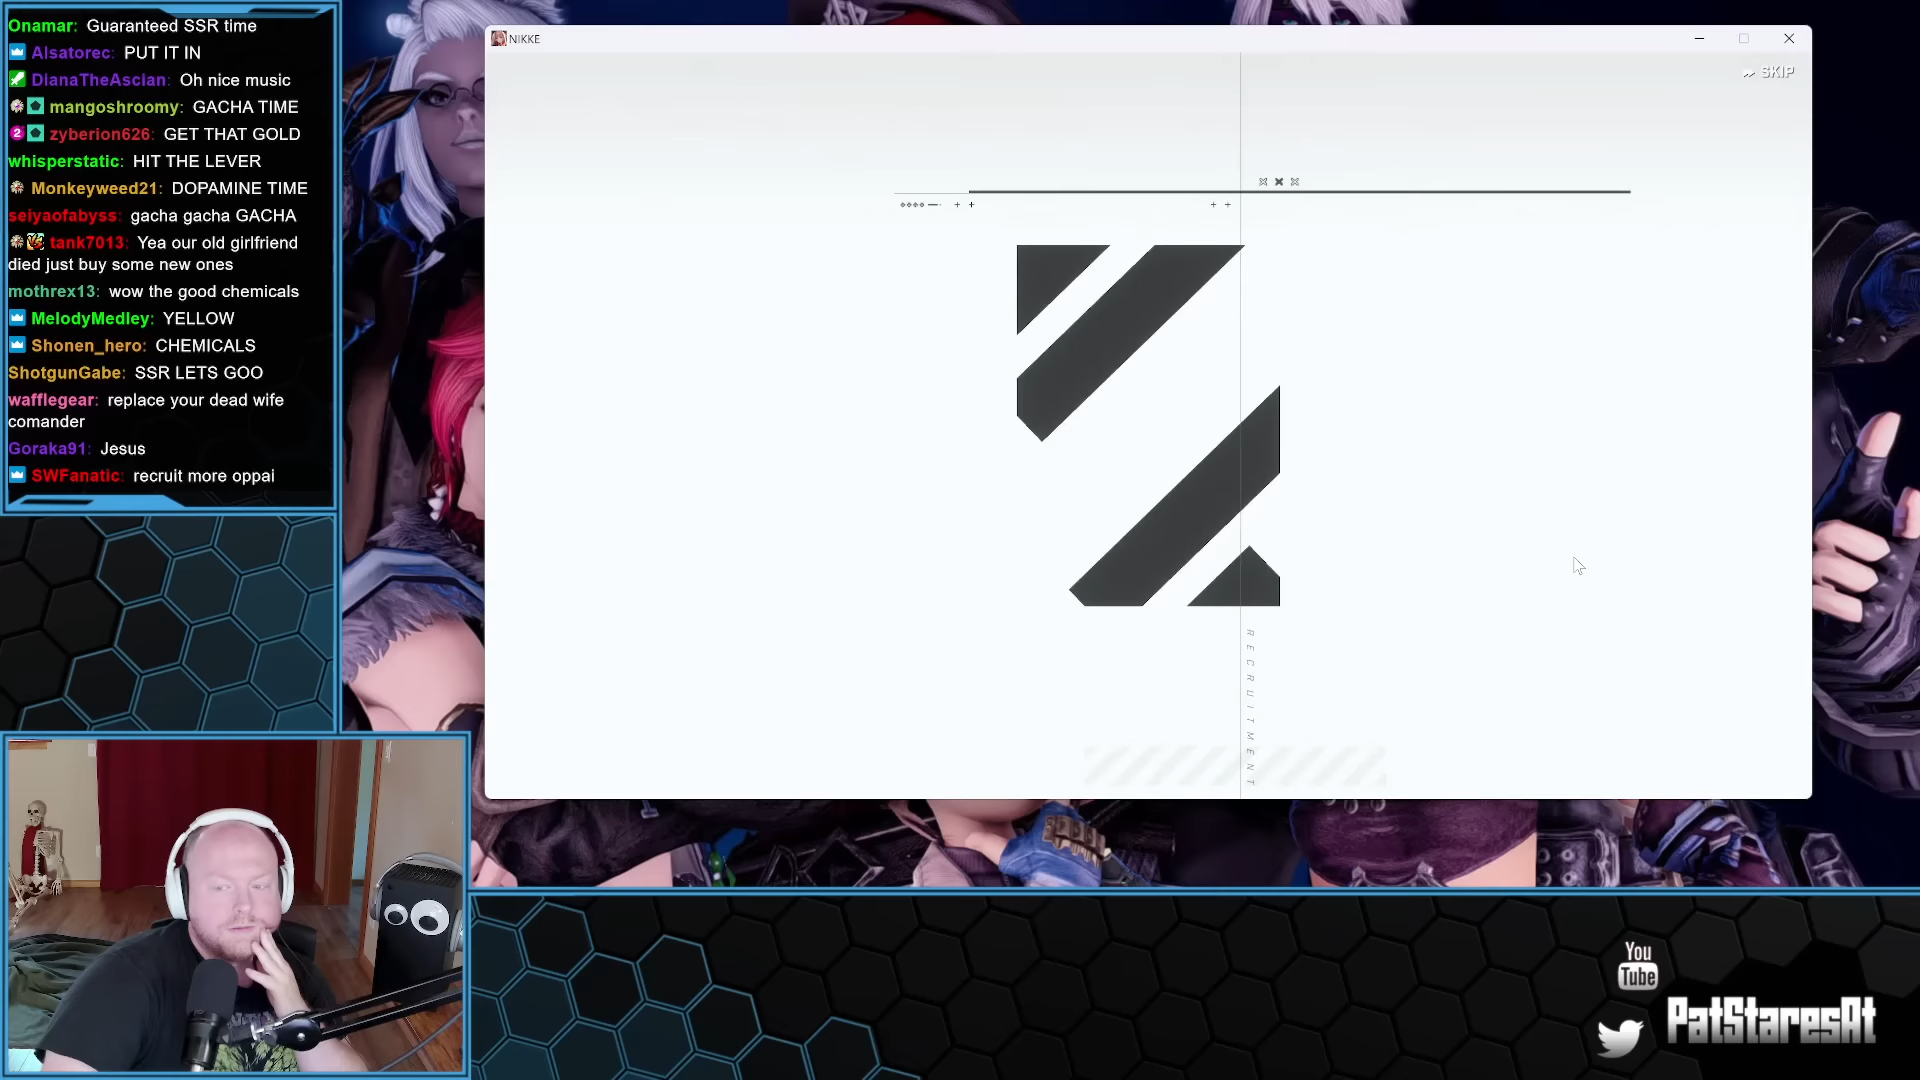 Onamar: Guaranteed SSR time
Alsatorec: PUT IT IN
DianaTheAscian: Oh nice music
mangoshroomy: GACHA TIME
2 zyberion626: GET THAT GOLD
whisperstatic: HIT THE LEVER
Monkeyweed21: DOPAMINE TIME
seiyaofabyss: gacha gacha GACHA
tank7013: Yea our old girlfriend
died just buy some new ones
mothrex13: wow the good chemicals
MelodyMedley: YELLOW
Shonen_hero: CHEMICALS
ShotgunGabe: SSR LETS GOO
wafflegear: replace your dead wife
comander
Goraka91: Jesus
SWFanatic: recruit more oppai
NIKKE
SKIP
RECRUITMENT
You
Tube
PatStaresAt